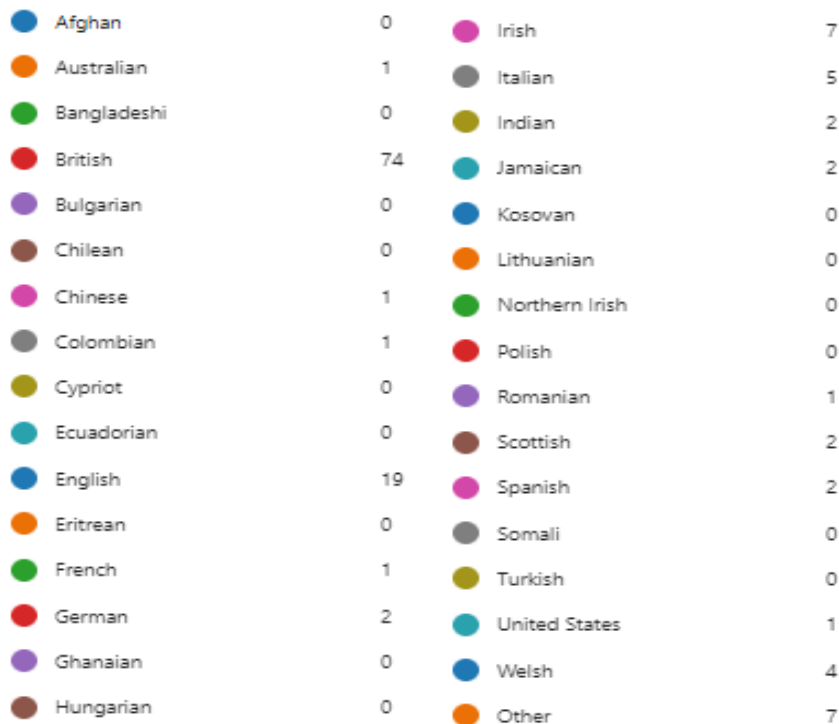 Afghan 0
Australian 1
Bangladeshi 0
British 74
Bulgarian 0
Chilean 0
Chinese 1
Colombian 1
Cypriot 0
Ecuadorian 0
English 19
Eritrean 0
French 1
German 2
Ghanaian 0
Hungarian 0
Irish 7
Italian 5
Indian 2
Jamaican 2
Kosovan 0
Lithuanian 0
Northern Irish 0
Polish 0
Romanian 1
Scottish 2
Spanish 2
Somali 0
Turkish 0
United States 1
Welsh 4
Other 7